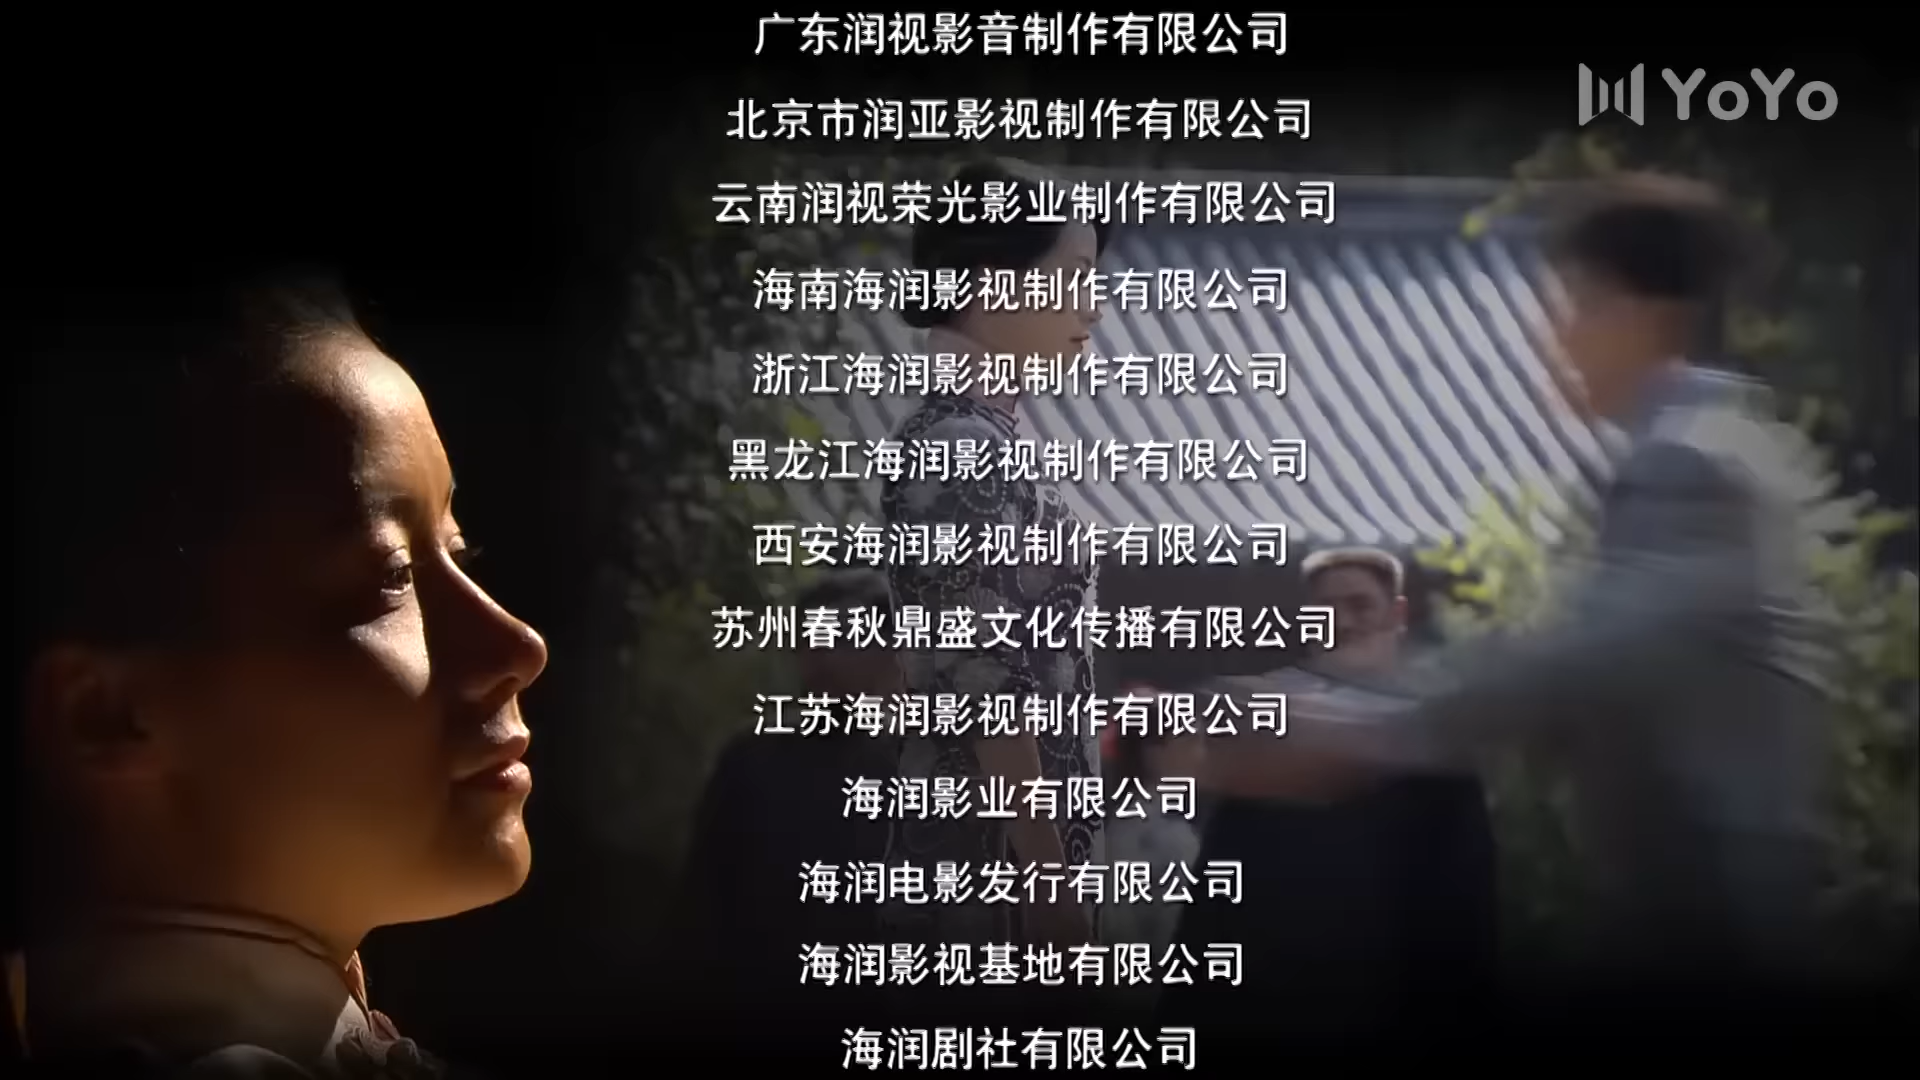 广东润视影音制作有限公司
YoYo
北京市润亚影视制作有限公司
云南润视荣光影业制作有限公司
海南海润影视制作有限公司
浙江海润影视制作有限公司
黑龙江海润影视制作有限公司
西安海润影视制作有限公司
苏州春秋鼎盛文化传播有限公司
江苏海润影视制作有限公司
海润影业有限公司
海润电影发行有限公司
海润影视基地有限公司
海润剧社有限公司